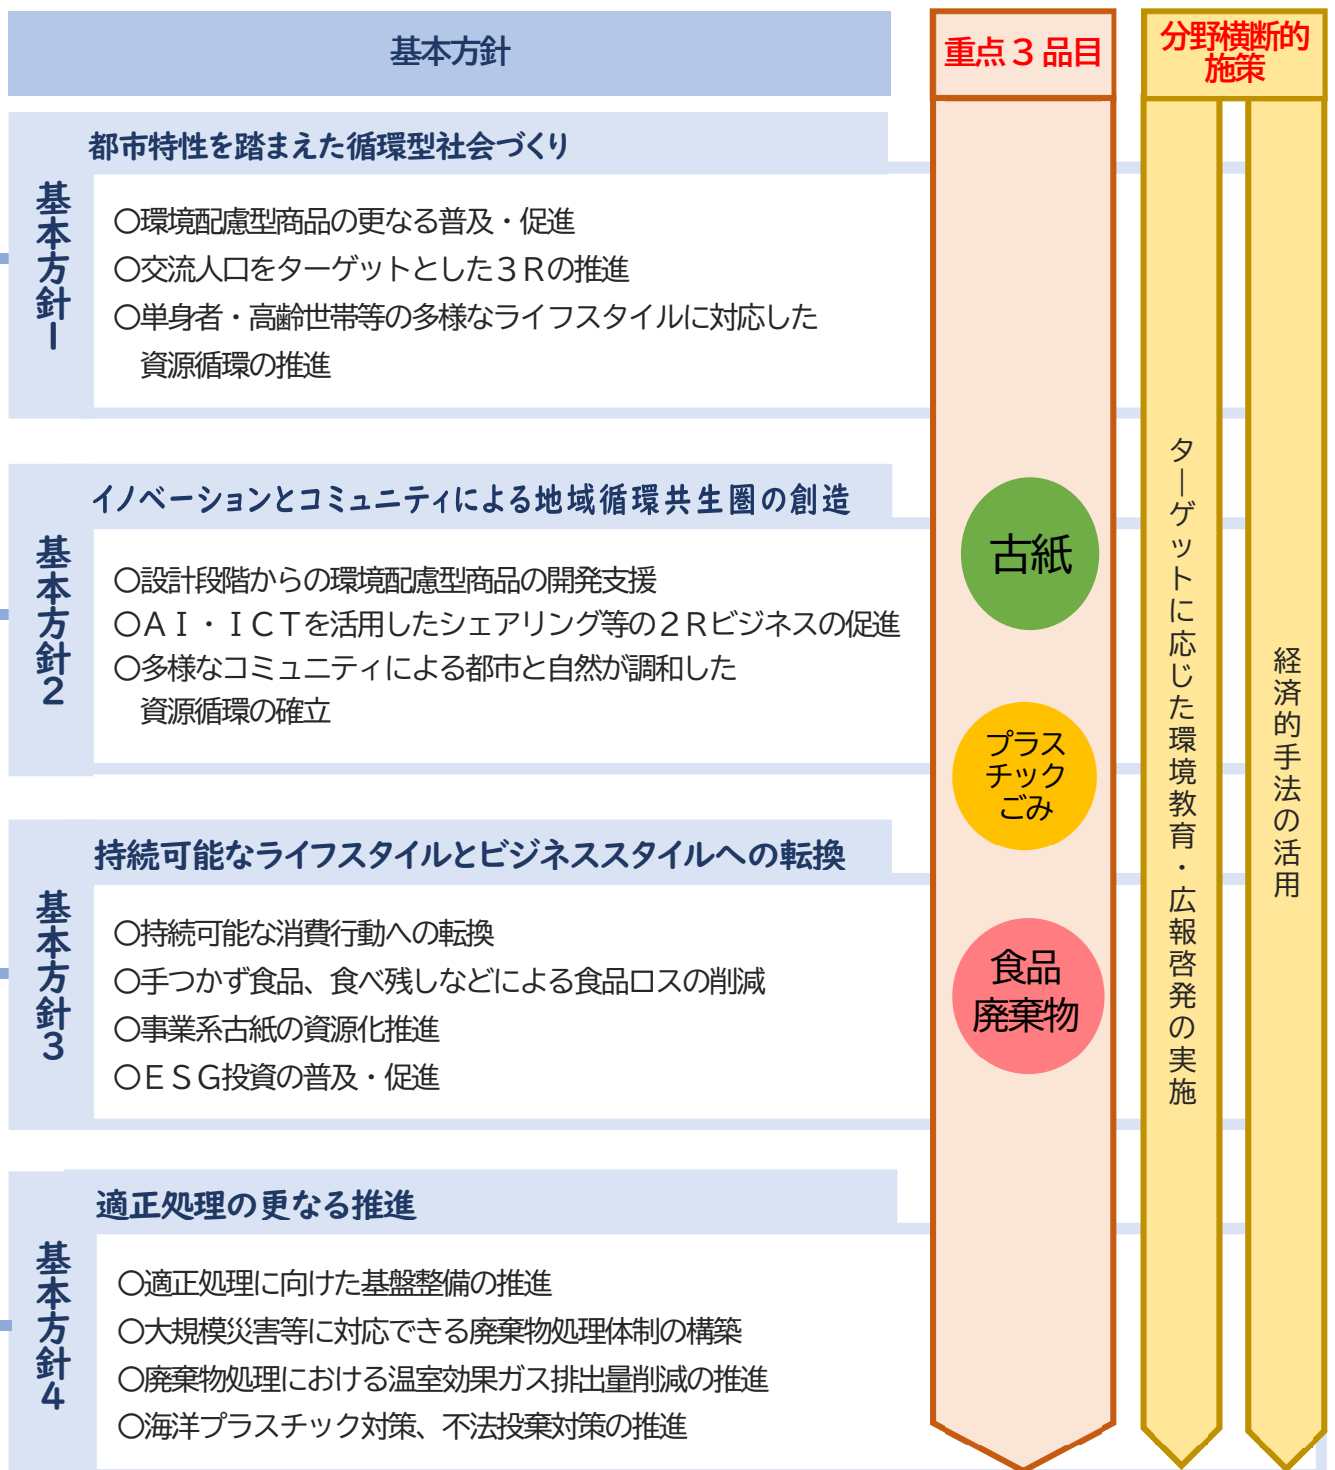 基本方針
重点３品目
分野横断的
施策
都市特性を踏まえた循環型社会づくり
基本方針1
〇環境配慮型商品の更なる普及・促進
〇交流人口をターゲットとした３Ｒの推進
〇単身者・高齢世帯等の多様なライフスタイルに対応した
資源循環の推進
イノベーションとコミュニティによる地域循環共生圏の創造
基本方針2
〇設計段階からの環境配慮型商品の開発支援
〇ＡＩ・ＩＣＴを活用したシェアリング等の２Ｒビジネスの促進
〇多様なコミュニティによる都市と自然が調和した
資源循環の確立
持続可能なライフスタイルとビジネススタイルへの転換
基本方針3
〇持続可能な消費行動への転換
〇手つかず食品、食べ残しなどによる食品ロスの削減
〇事業系古紙の資源化推進
〇ＥＳＧ投資の普及・促進
適正処理の更なる推進
基本方針4
〇適正処理に向けた基盤整備の推進
〇大規模災害等に対応できる廃棄物処理体制の構築
〇廃棄物処理における温室効果ガス排出量削減の推進
〇海洋プラスチック対策、不法投棄対策の推進
古紙
プラス
チック
ごみ
食品
廃棄物
ターゲットに応じた環境教育・広報啓発の実施
経済的手法の活用